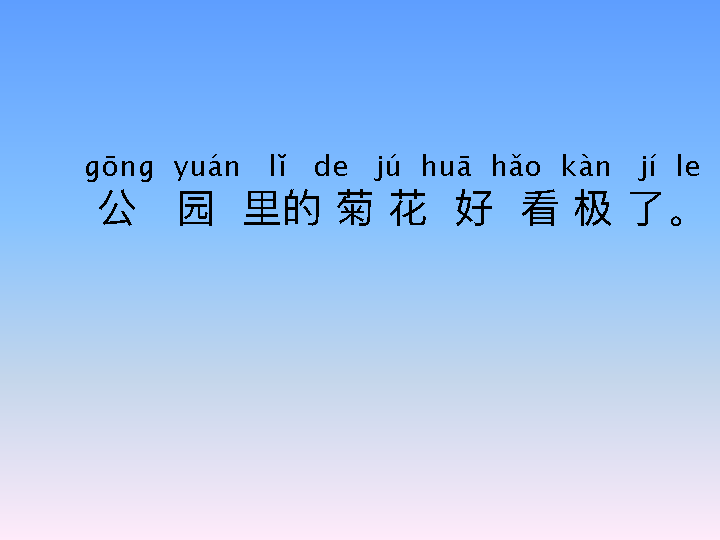 gōng yuán lǐ de jú huā hǎo kàn jí le
公 园 里的 菊 花 好 看 极 了。